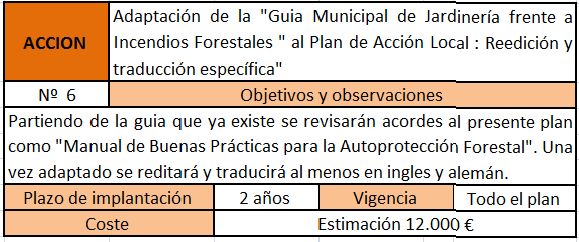 ACCION
Adaptación de la "Guia Municipal de Jardinería frente a
Incendios Forestales " al Plan de Acción Local : Reedición y
traducción específica"
Nº 6
Objetivos y observaciones
Partiendo de la guia que ya existe se revisarán acordes al presente plan
como "Manual de Buenas Prácticas para la Autoprotección Forestal". Una
vez adaptado se reditará y traducirá al menos en ingles y alemán.
Plazo de implantación 2 años Vigencia Todo el plan
Coste Estimación 12.000 €